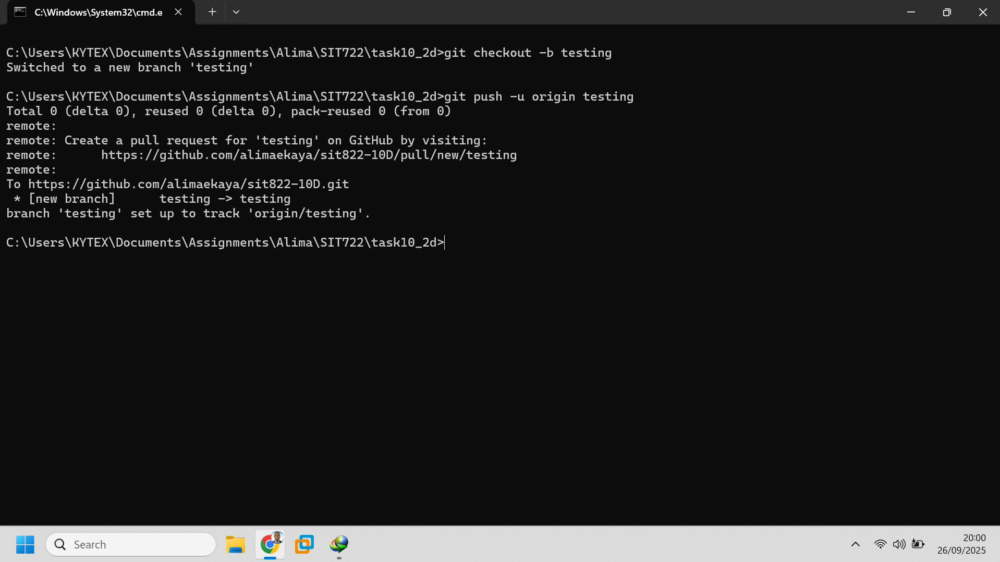 C:\Windows\System32\cmd.e
C:\Users\KYTEX\Documents\Assignments\Alima\SIT722\task10_2d>git checkout -b testing
Switched to a new branch 'testing'
C:\Users\KYTEX\Documents\Assignments\Alima\SIT722\task10_2d>git push -u origin testing
Total 0 (delta 0), reused 0 (delta 0), pack-reused 0 (from 0)
remote:
remote: Create a pull request for 'testing' on GitHub by visiting:
remote:      https://github.com/alimaekaya/sit822-10D/pull/new/testing
remote:
To https://github.com/alimaekaya/sit822-10D.git
 * [new branch]      testing -> testing
branch 'testing' set up to track 'origin/testing'.
C:\Users\KYTEX\Documents\Assignments\Alima\SIT722\task10_2d>
Search
20:00
26/09/2025